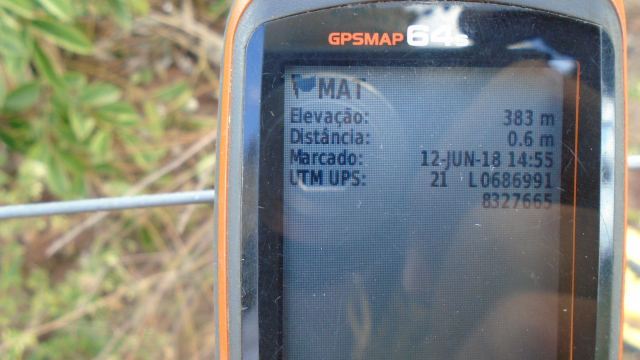 GPSMAP 64s
MAT
Elevação: 383 m
Distância: 0.6 m
Marcado: 12-JUN-18 14:55
UTM UPS: 21 L 0686991
8327665